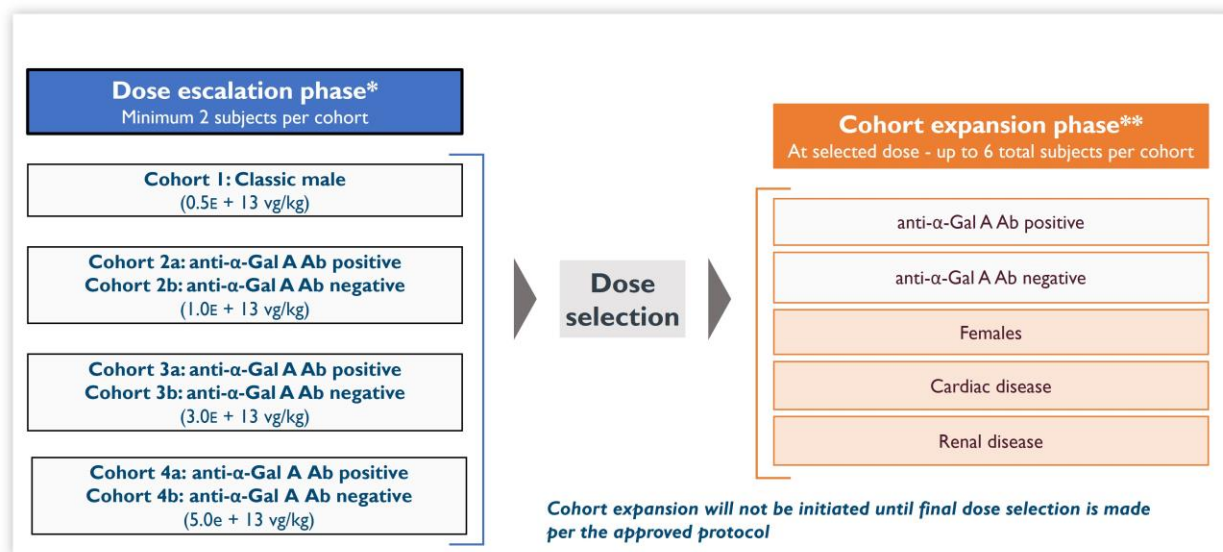 Dose escalation phase*
Minimum 2 subjects per cohort
Cohort 1: Classic male
(0.5E + 13 vg/kg)
Cohort 2a: anti-α-Gal A Ab positive
Cohort 2b: anti-α-Gal A Ab negative
(1.0E + 13 vg/kg)
Cohort 3a: anti-α-Gal A Ab positive
Cohort 3b: anti-α-Gal A Ab negative
(3.0E + 13 vg/kg)
Cohort 4a: anti-α-Gal A Ab positive
Cohort 4b: anti-α-Gal A Ab negative
(5.0e + 13 vg/kg)
Dose
selection
Cohort expansion phase**
At selected dose - up to 6 total subjects per cohort
anti-α-Gal A Ab positive
anti-α-Gal A Ab negative
Females
Cardiac disease
Renal disease
Cohort expansion will not be initiated until final dose selection is made
per the approved protocol